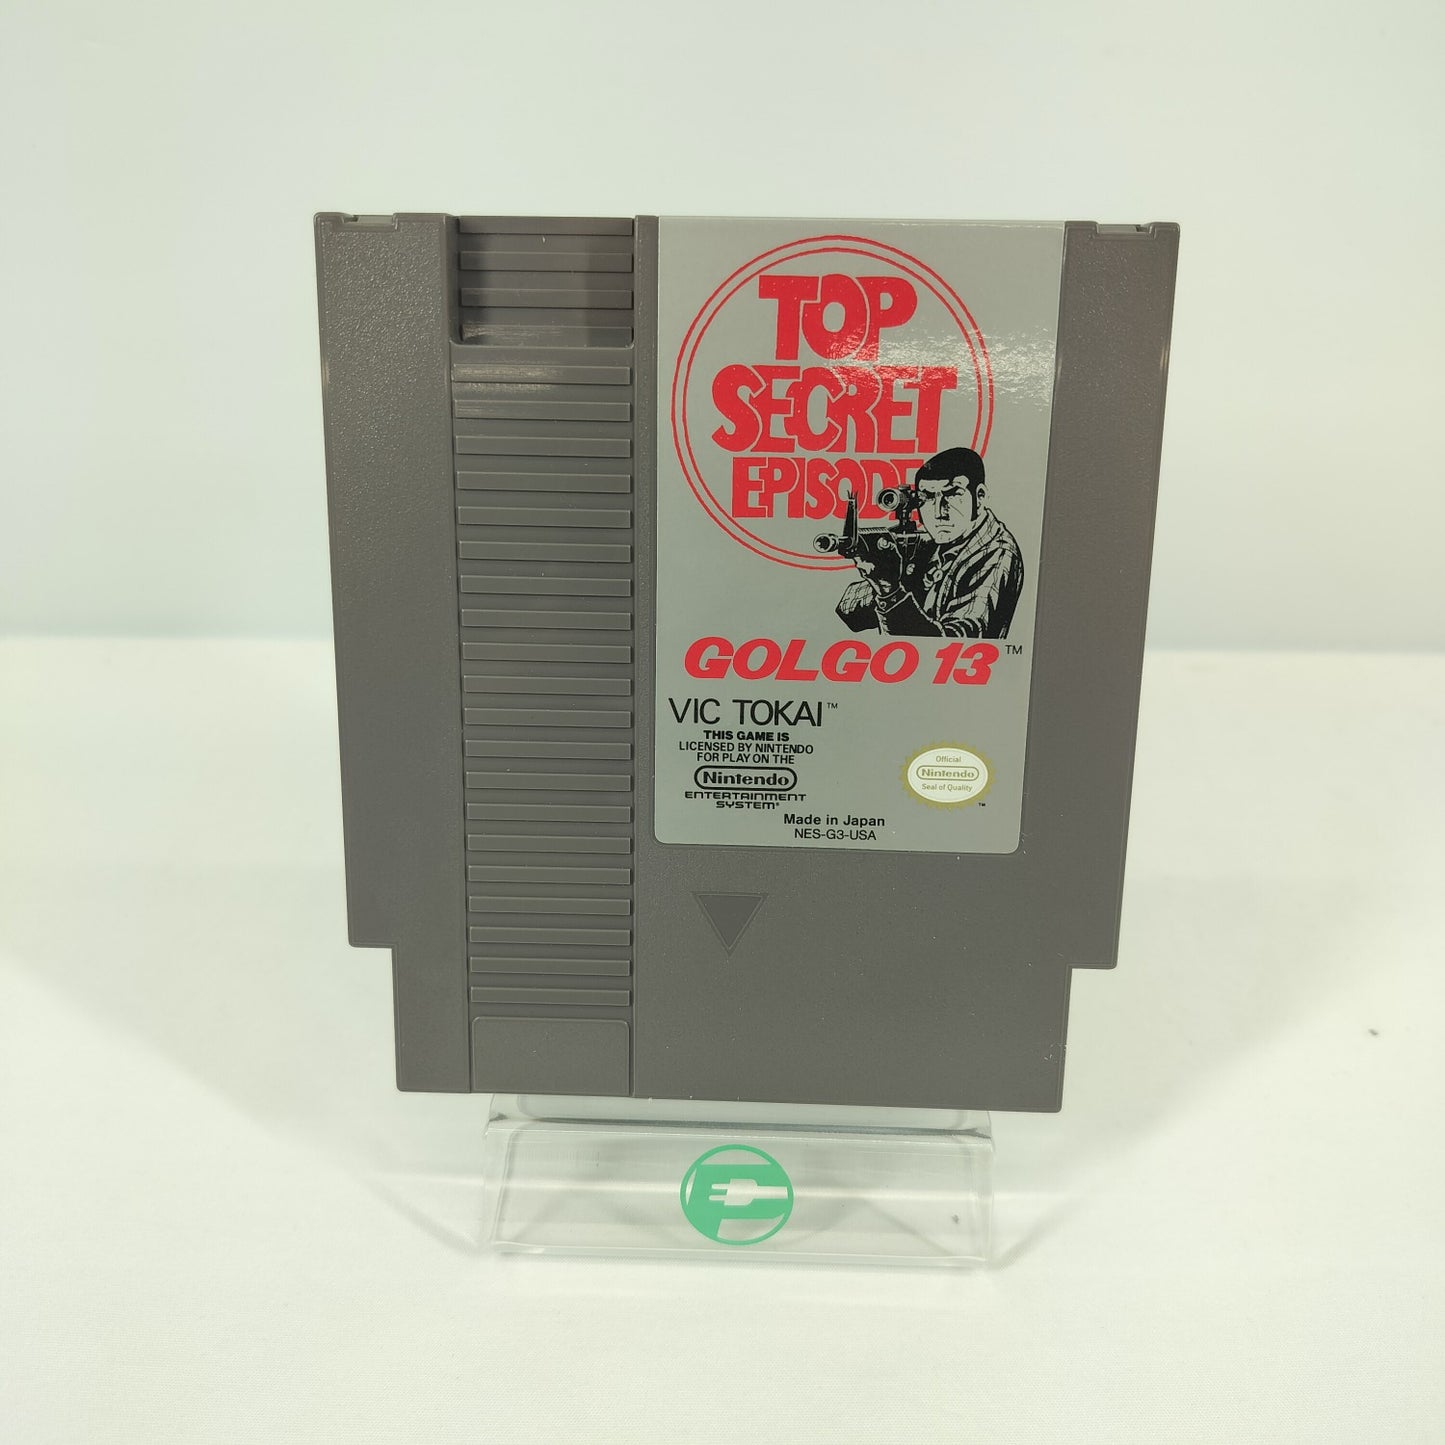 TOP
SECRET
EPISODE
GOLGO 13™
VIC TOKAI™
THIS GAME IS
LICENSED BY NINTENDO
FOR PLAY ON THE
Nintendo
ENTERTAINMENT
SYSTEM®
Official
Nintendo
Seal of Quality
™
Made in Japan
NES-G3-USA